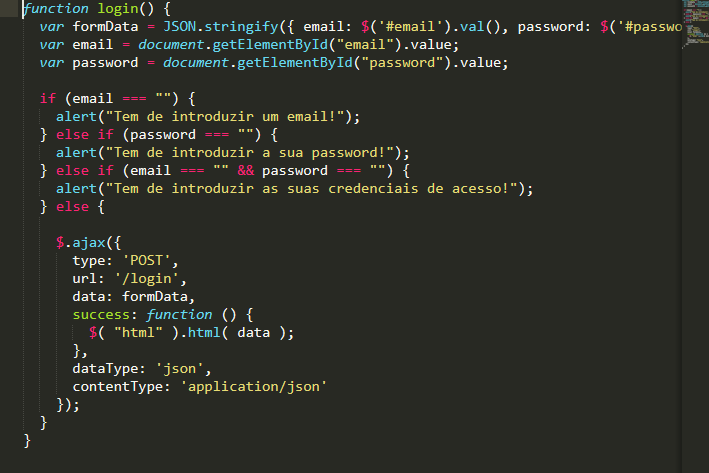 function login() {
var formData = JSON.stringify({ email: $('#email').val(), password: $('#passwo
var email = document.getElementById("email").value;
var password = document.getElementById("password").value;
if (email === "") {
alert("Tem de introduzir um email!");
} else if (password === "") {
alert("Tem de introduzir a sua password!");
} else if (email === "" && password === "") {
alert("Tem de introduzir as suas credenciais de acesso!");
} else {
$.ajax({
type: 'POST',
url: '/login',
data: formData,
success: function () {
$( "html" ).html( data );
},
dataType: 'json',
contentType: 'application/json'
});
}
}